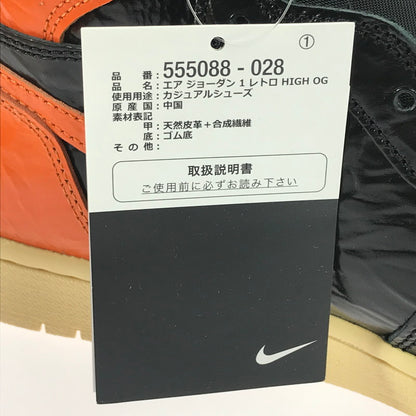 ①
品番：555088-028
品名：エア ジョーダン 1 レトロ HIGH OG
使用用途：カジュアルシューズ
原産国：中国
素材表記
甲：天然皮革＋合成繊維
底：ゴム底
その他：
取扱説明書
ご使用前に必ずお読み下さい